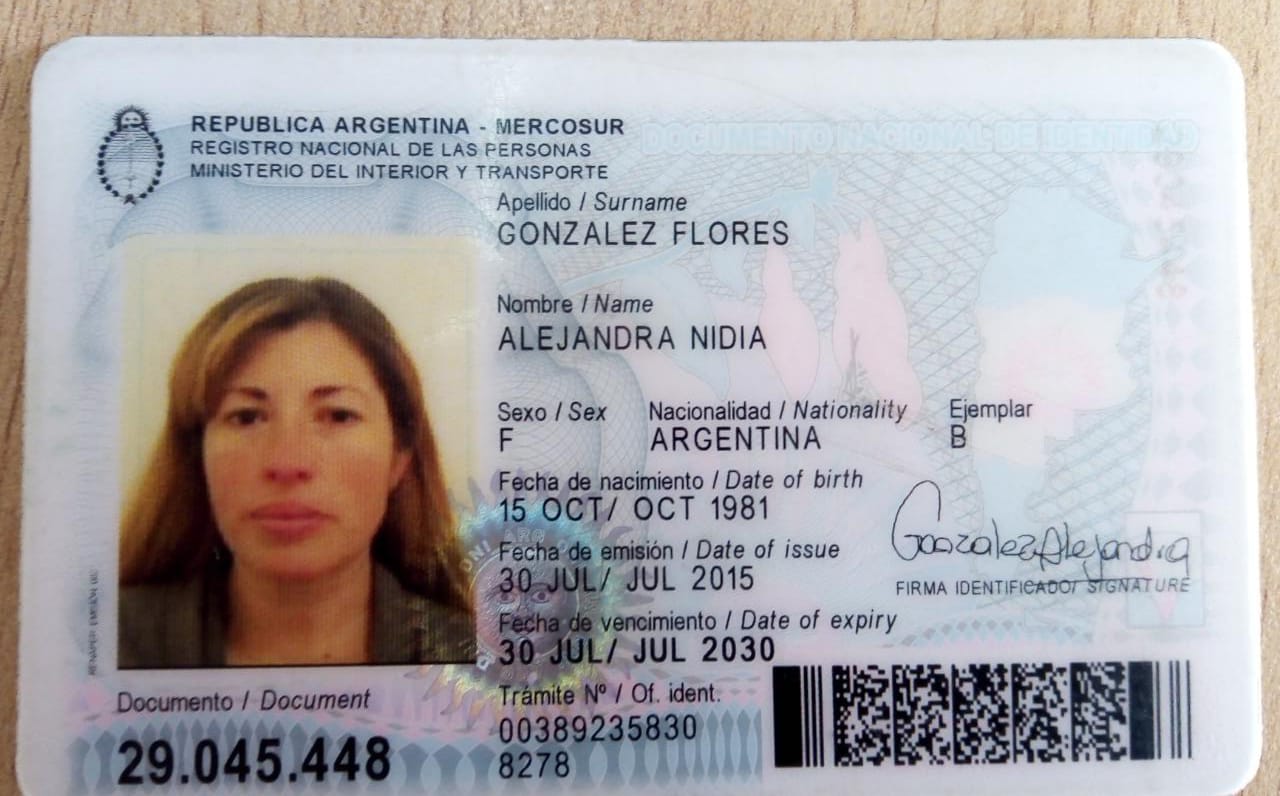 REPUBLICA ARGENTINA - MERCOSUR
REGISTRO NACIONAL DE LAS PERSONAS
MINISTERIO DEL INTERIOR Y TRANSPORTE
DOCUMENTO NACIONAL DE IDENTIDAD
Apellido / Surname
GONZALEZ FLORES
Nombre / Name
ALEJANDRA NIDIA
Sexo / Sex Nacionalidad / Nationality Ejemplar
F ARGENTINA B
Fecha de nacimiento / Date of birth
15 OCT/ OCT 1981
Fecha de emisión / Date of issue
30 JUL/ JUL 2015
Gonzalez Alejandra
FIRMA IDENTIFICADO/ SIGNATURE
Fecha de vencimiento / Date of expiry
30 JUL/ JUL 2030
Documento / Document
29.045.448
Trámite Nº / Of. ident.
00389235830
8278